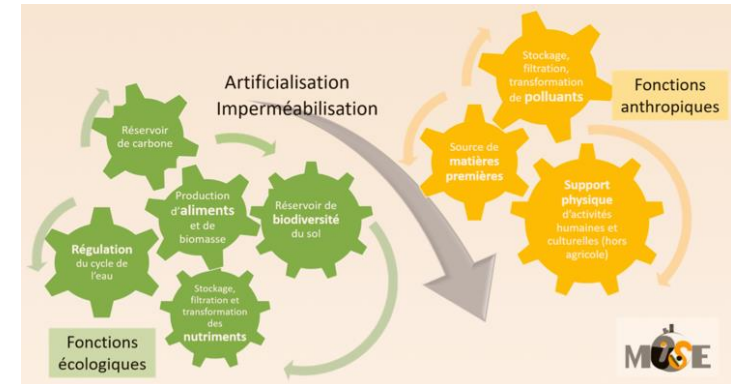 Artificialisation
Imperméabilisation
Réservoir
de carbone
Production
d'aliments
et de
biomasse
Réservoir de
biodiversité
du sol
Régulation
du cycle de
l'eau
Stockage,
filtration et
transformation
des
nutriments
Fonctions
écologiques
Stockage,
filtration,
transformation
de polluants
Fonctions
anthropiques
Source de
matières
premières
Support
physique
d'activités
humaines et
culturelles (hors
agricole)
MUSE